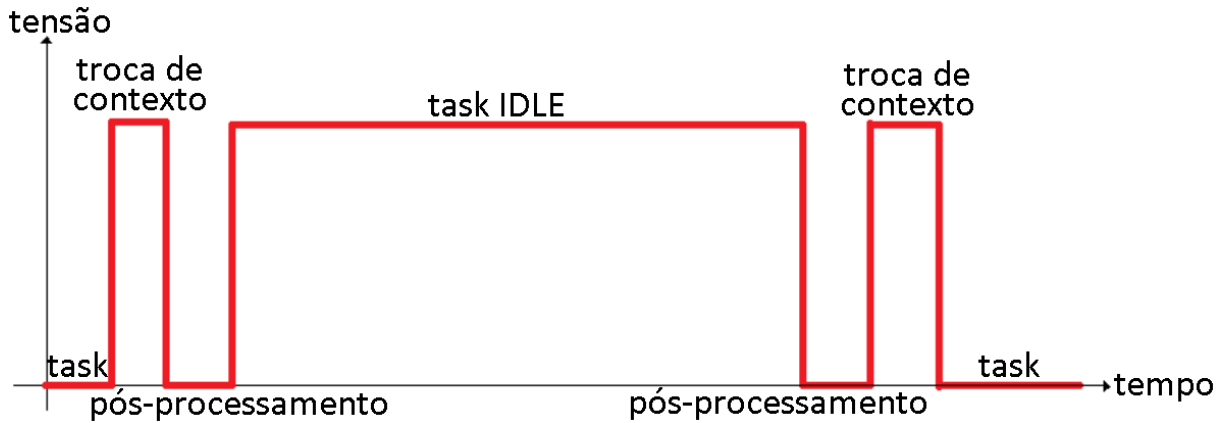 tensão
troca de
contexto
task IDLE
troca de
contexto
task
task
tempo
pós-processamento
pós-processamento